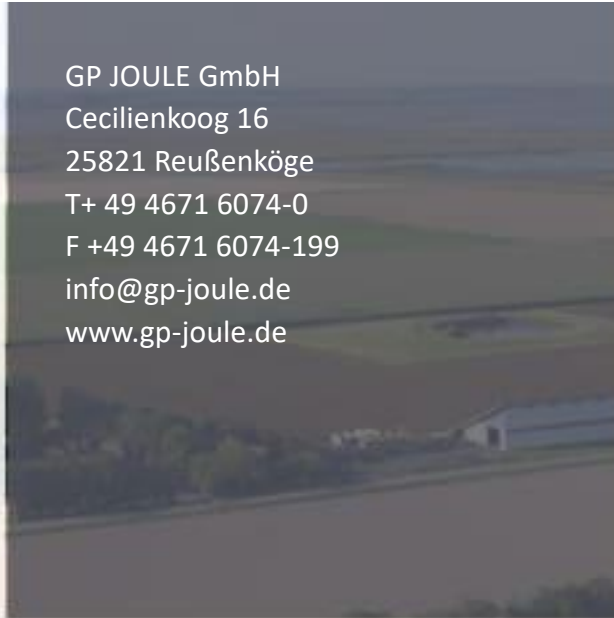 GP JOULE GmbH
Cecilienkoog 16
25821 Reußenköge
T+ 49 4671 6074-0
F +49 4671 6074-199
info@gp-joule.de
www.gp-joule.de